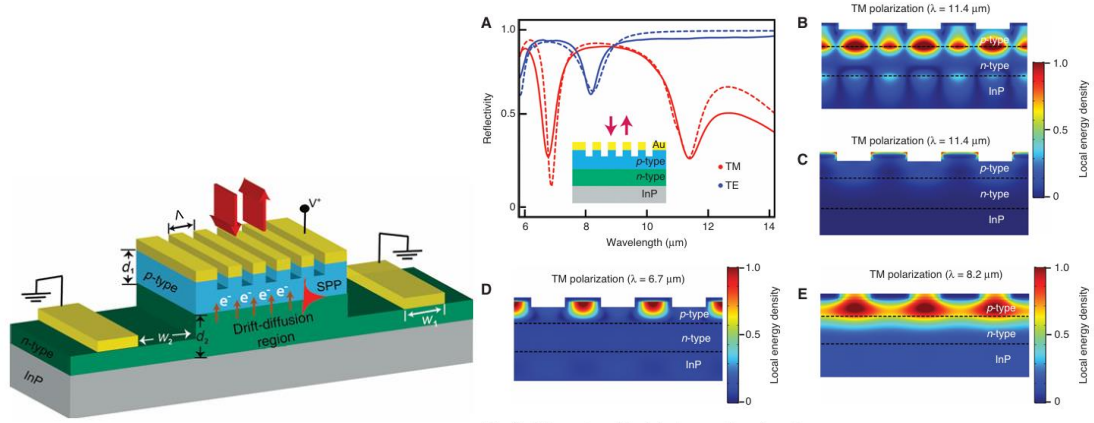 Λ
V⁺
d₁
p-type
e⁻ e⁻ e⁻ e⁻
SPP
Drift-diffusion
region
n-type
w₂
d₂
w₁
InP
A
1.0
0.5
0
Reflectivity
6 8 10 12 14
Wavelength (μm)
Au
p-type
n-type
InP
TM
TE
B
TM polarization (λ = 11.4 μm)
p-type
n-type
InP
C
TM polarization (λ = 11.4 μm)
p-type
n-type
InP
1.0
0.5
0
Local energy density
D
TM polarization (λ = 6.7 μm)
p-type
n-type
InP
1.0
0.5
0
Local energy density
E
TM polarization (λ = 8.2 μm)
p-type
n-type
InP
1.0
0.5
0
Local energy density